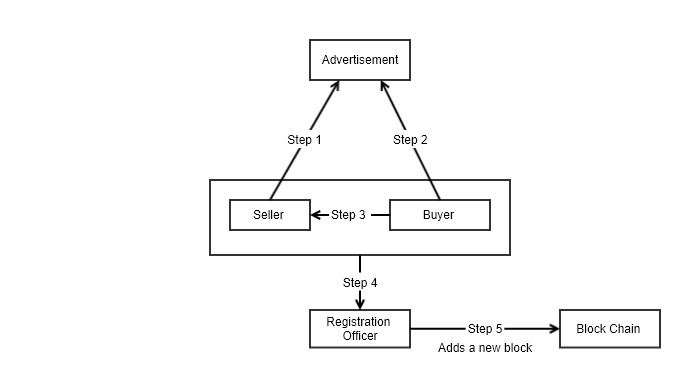 Advertisement
Step 1
Step 2
Seller
Step 3
Buyer
Step 4
Registration
Officer
Step 5
Block Chain
Adds a new block